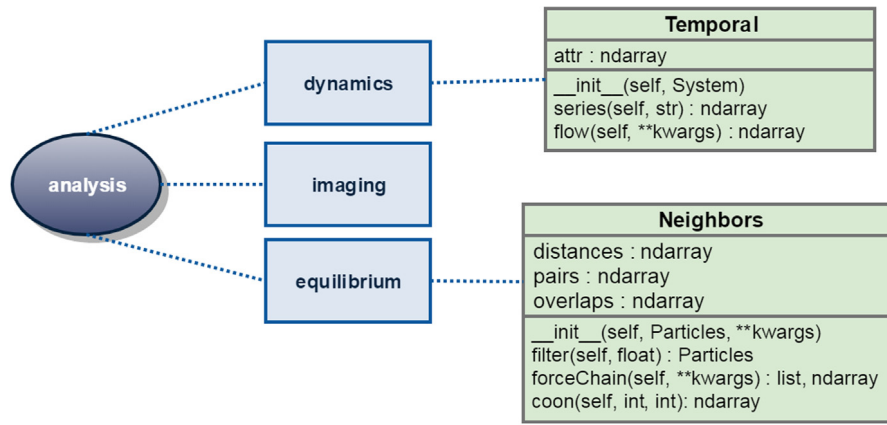 Temporal
attr : ndarray
__init__(self, System)
series(self, str) : ndarray
flow(self, **kwargs) : ndarray
dynamics
analysis
imaging
equilibrium
Neighbors
distances : ndarray
pairs : ndarray
overlaps : ndarray
__init__(self, Particles, **kwargs)
filter(self, float) : Particles
forceChain(self, **kwargs) : list, ndarray
coon(self, int, int): ndarray